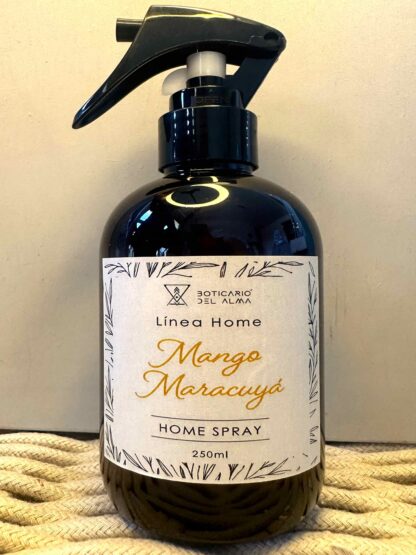 BOTICARIO
DEL ALMA
Línea Home
Mango
Maracuyá
HOME SPRAY
250ml